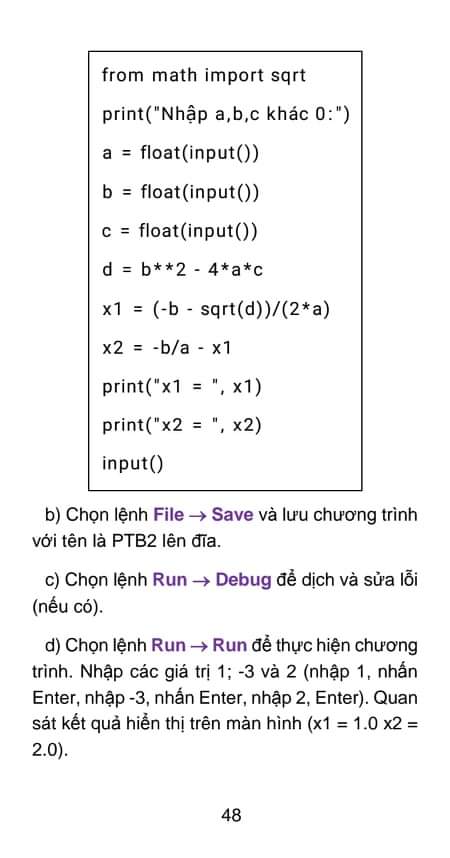 from math import sqrt
print("Nhập a,b,c khác 0:")
a = float(input())
b = float(input())
c = float(input())
d = b**2 - 4*a*c
x1 = (-b - sqrt(d))/(2*a)
x2 = -b/a - x1
print("x1 = ", x1)
print("x2 = ", x2)
input()
b) Chọn lệnh File → Save và lưu chương trình
với tên là PTB2 lên đĩa.
c) Chọn lệnh Run → Debug để dịch và sửa lỗi
(nếu có).
d) Chọn lệnh Run → Run để thực hiện chương
trình. Nhập các giá trị 1; -3 và 2 (nhập 1, nhấn
Enter, nhập -3, nhấn Enter, nhập 2, Enter). Quan
sát kết quả hiển thị trên màn hình (x1 = 1.0 x2 =
2.0).
48